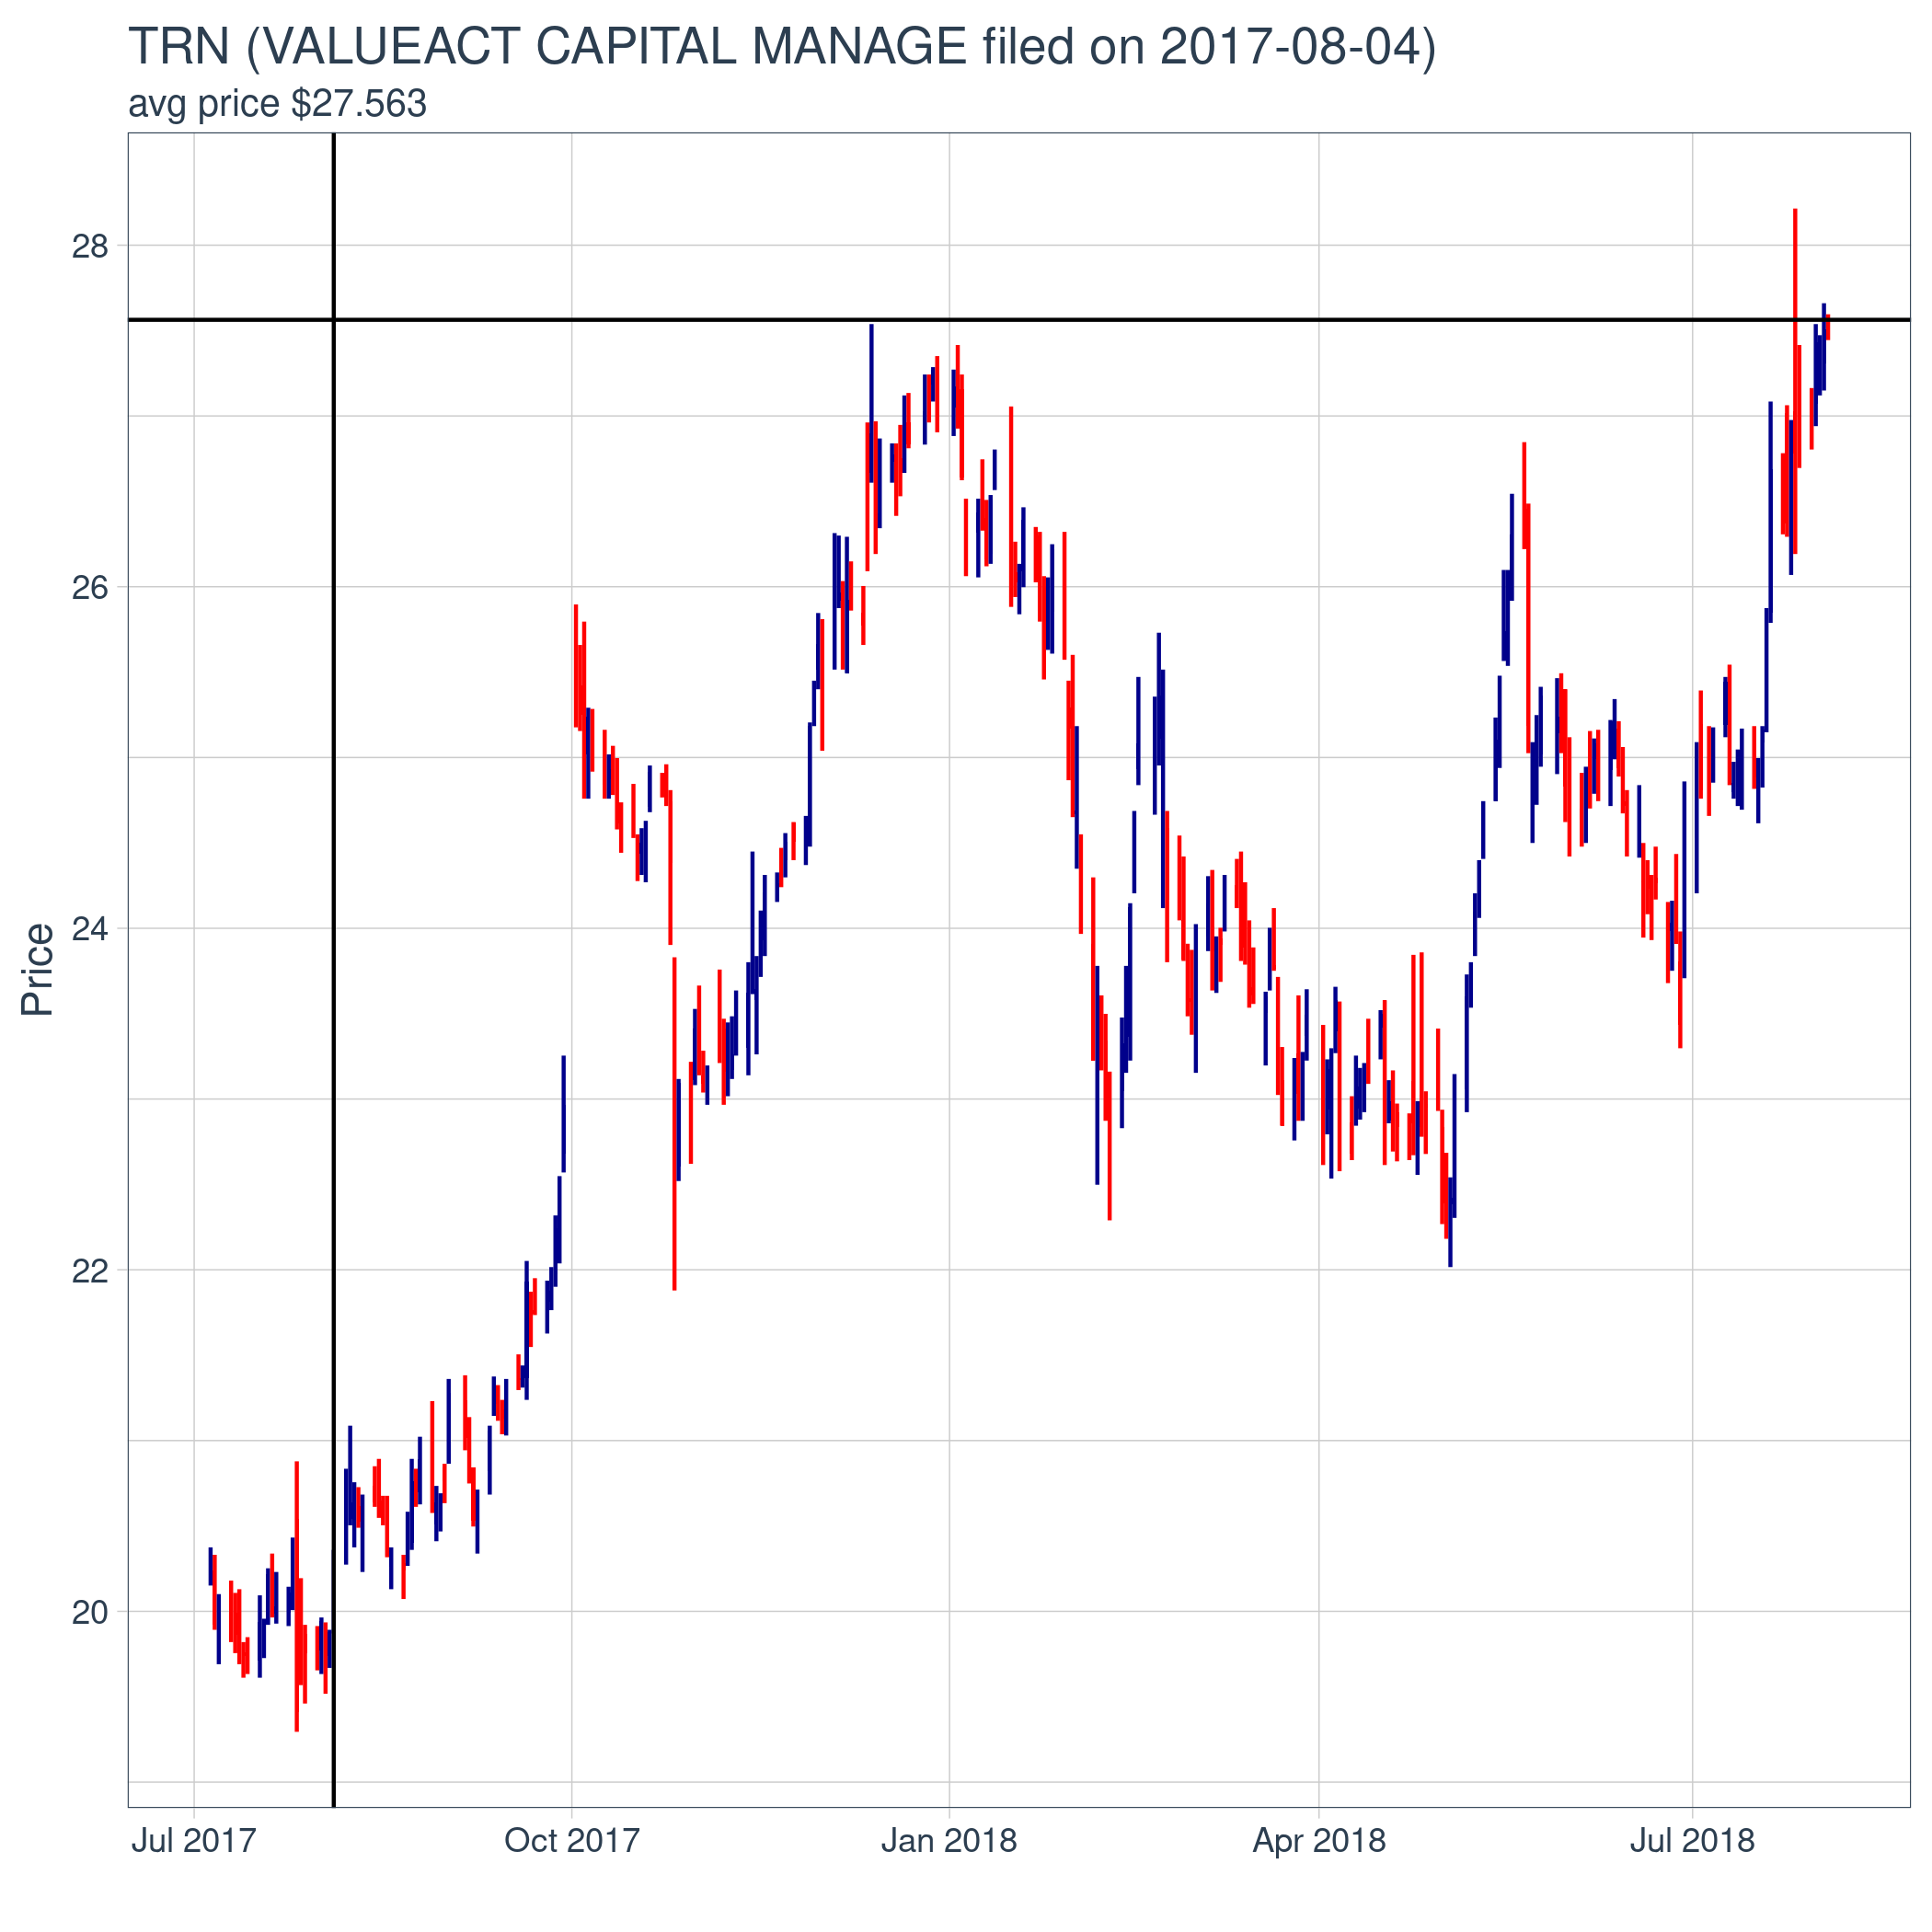 TRN (VALUEACT CAPITAL MANAGE filed on 2017-08-04)
avg price $27.563
28
26
24
22
20
Price
Jul 2017 Oct 2017 Jan 2018 Apr 2018 Jul 2018